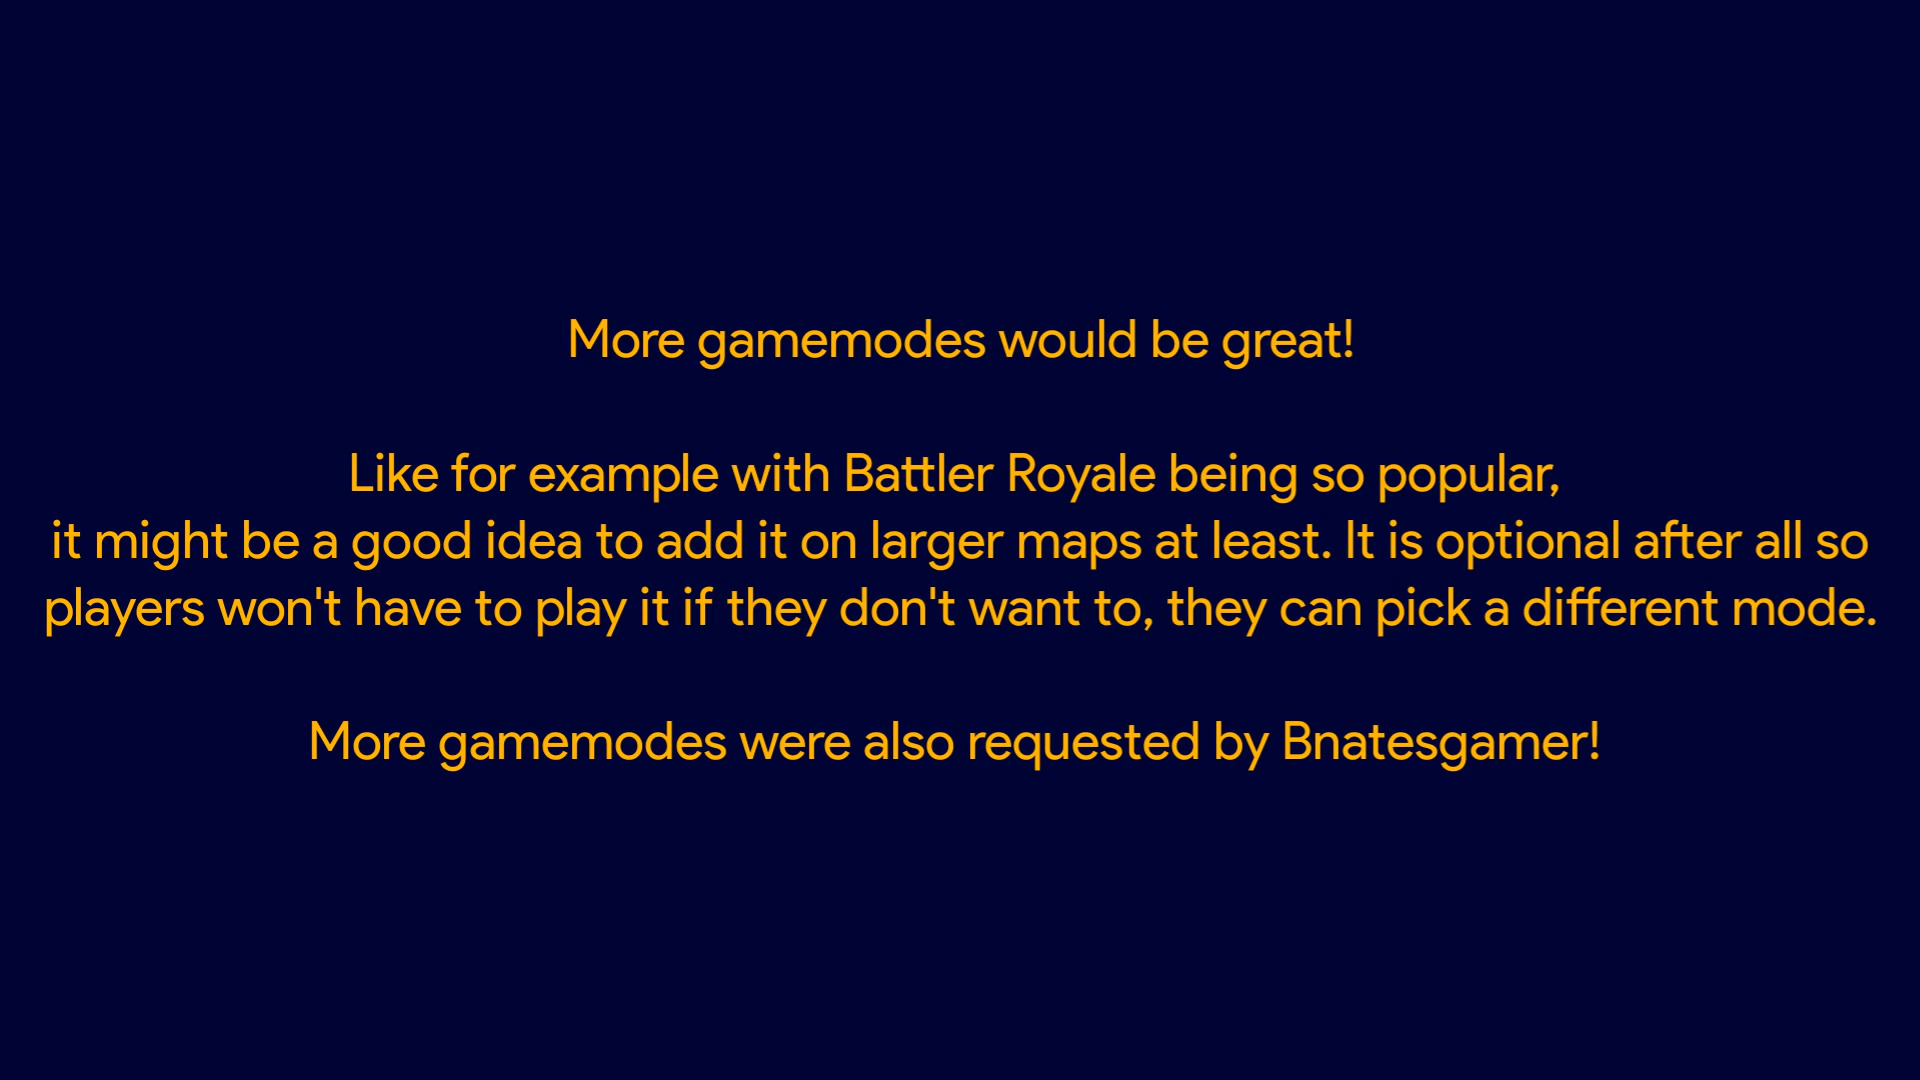 More gamemodes would be great!
Like for example with Battler Royale being so popular,
it might be a good idea to add it on larger maps at least. It is optional after all so
players won't have to play it if they don't want to, they can pick a different mode.
More gamemodes were also requested by Bnatesgamer!